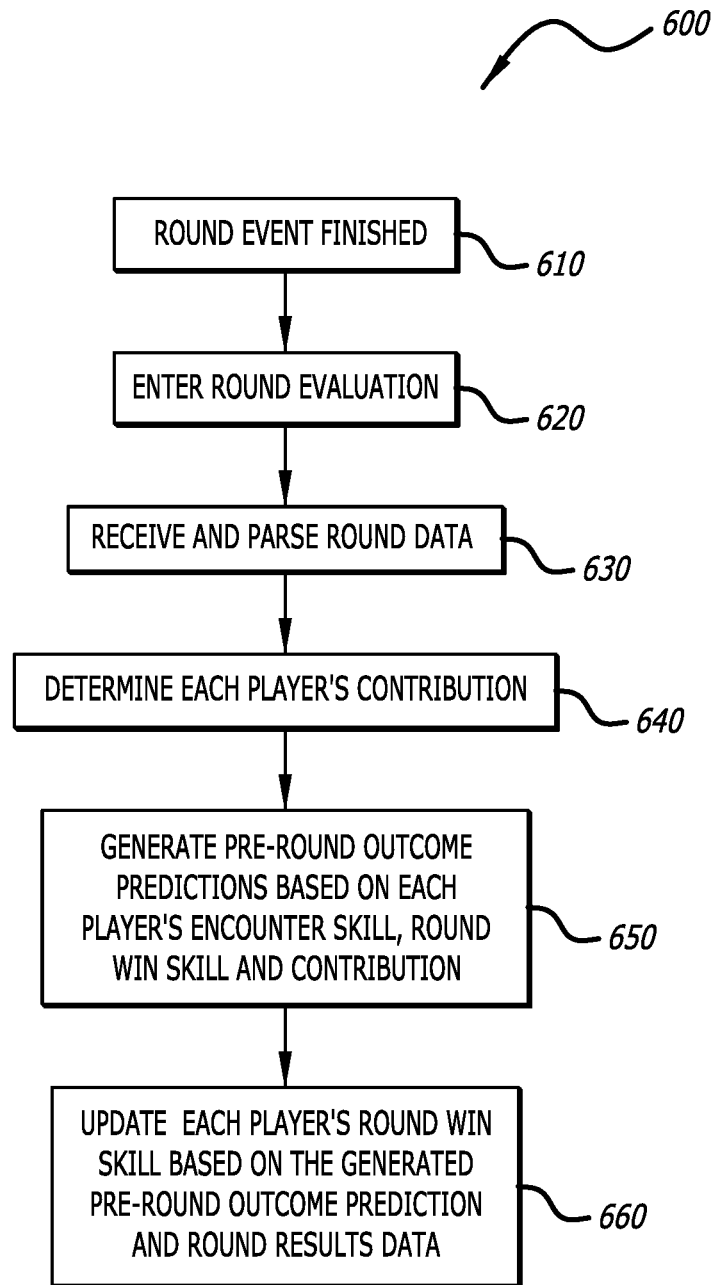 600
ROUND EVENT FINISHED
610
ENTER ROUND EVALUATION
620
RECEIVE AND PARSE ROUND DATA
630
DETERMINE EACH PLAYER'S CONTRIBUTION
640
GENERATE PRE-ROUND OUTCOME
PREDICTIONS BASED ON EACH
PLAYER'S ENCOUNTER SKILL, ROUND
WIN SKILL AND CONTRIBUTION
650
UPDATE EACH PLAYER'S ROUND WIN
SKILL BASED ON THE GENERATED
PRE-ROUND OUTCOME PREDICTION
AND ROUND RESULTS DATA
660